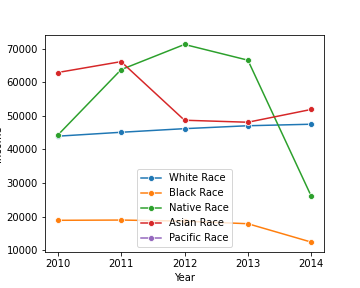 70000
60000
50000
40000
30000
20000
10000
White Race
Black Race
Native Race
Asian Race
Pacific Race
2010 2011 2012 2013 2014
Year